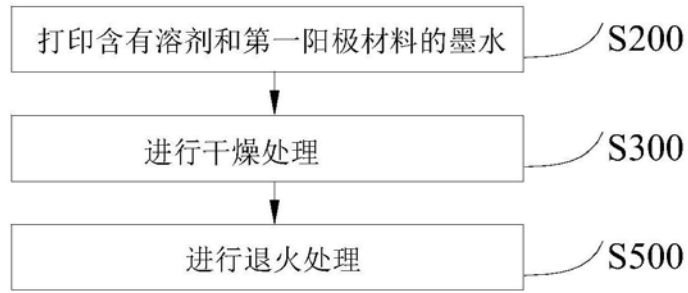 打印含有溶剂和第一阳极材料的墨水
S200
进行干燥处理
S300
进行退火处理
S500